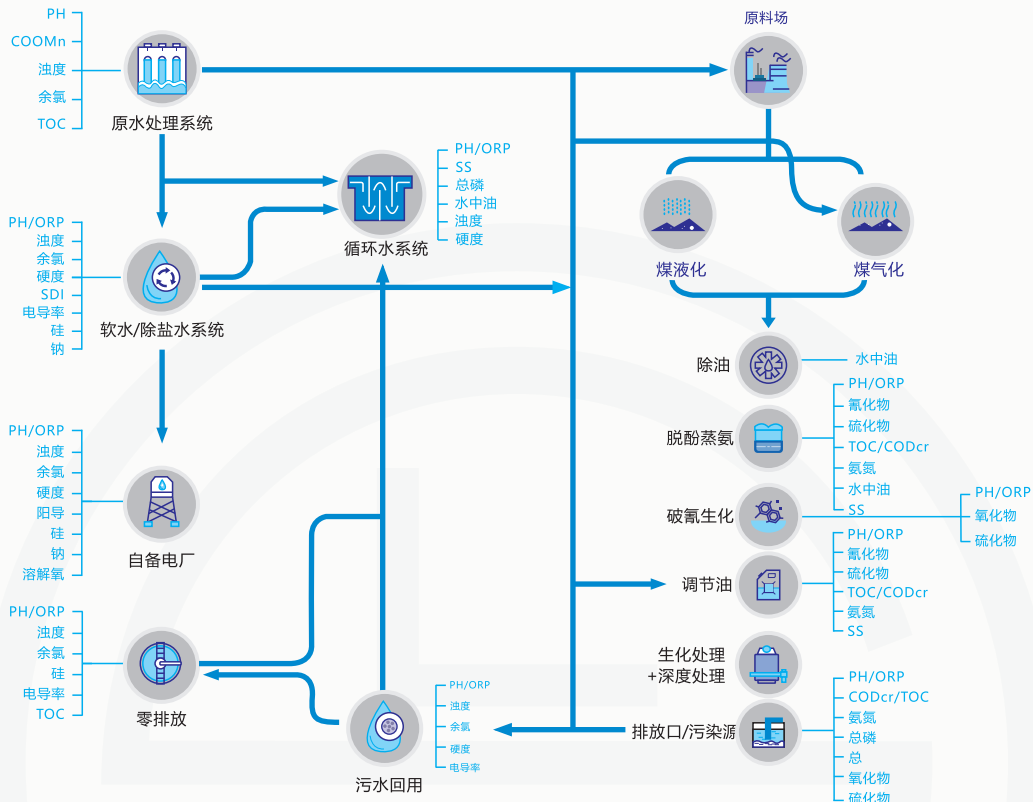 PH
COOMn
浊度
余氯
TOC
原水处理系统
原料场
PH/ORP
SS
总磷
水中油
浊度
硬度
循环水系统
PH/ORP
浊度
余氯
硬度
SDI
电导率
硅
钠
软水/除盐水系统
煤液化
煤气化
除油
水中油
脱酚蒸氨
PH/ORP
氰化物
硫化物
TOC/CODcr
氨氮
水中油
SS
PH/ORP
浊度
余氯
硬度
阳导
硅
钠
溶解氧
自备电厂
破氰生化
PH/ORP
氧化物
硫化物
调节油
PH/ORP
氰化物
硫化物
TOC/CODcr
氨氮
SS
PH/ORP
浊度
余氯
硅
电导率
TOC
零排放
生化处理
+深度处理
PH/ORP
浊度
余氯
硬度
电导率
污水回用
排放口/污染源
PH/ORP
CODcr/TOC
氨氮
总磷
总
氧化物
硫化物